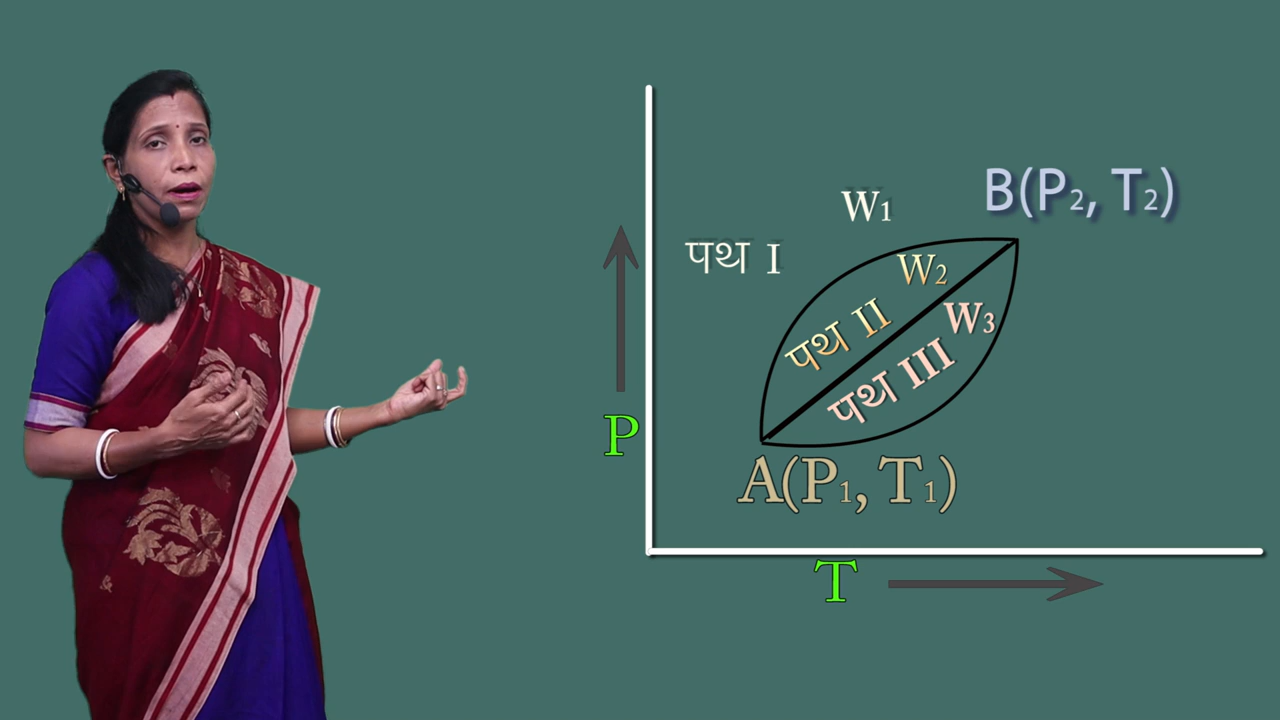 W₁
B(P₂, T₂)
पथ I
W₂
पथ II
W₃
पथ III
P
A(P₁, T₁)
T